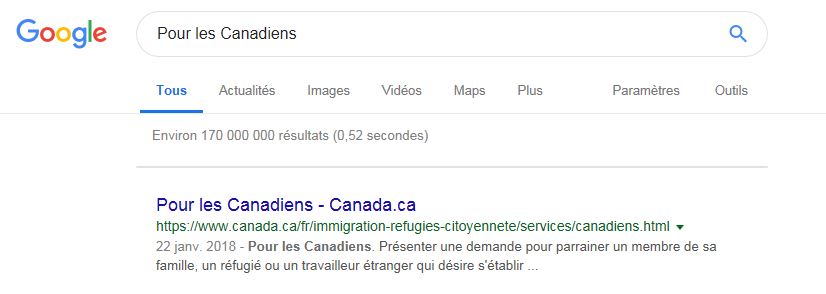 Google
Pour les Canadiens
Tous Actualités Images Vidéos Maps Plus Paramètres Outils
Environ 170 000 000 résultats (0,52 secondes)
Pour les Canadiens - Canada.ca
https://www.canada.ca/fr/immigration-refugies-citoyennete/services/canadiens.html
22 janv. 2018 - Pour les Canadiens. Présenter une demande pour parrainer un membre de sa
famille, un réfugié ou un travailleur étranger qui désire s'établir ...